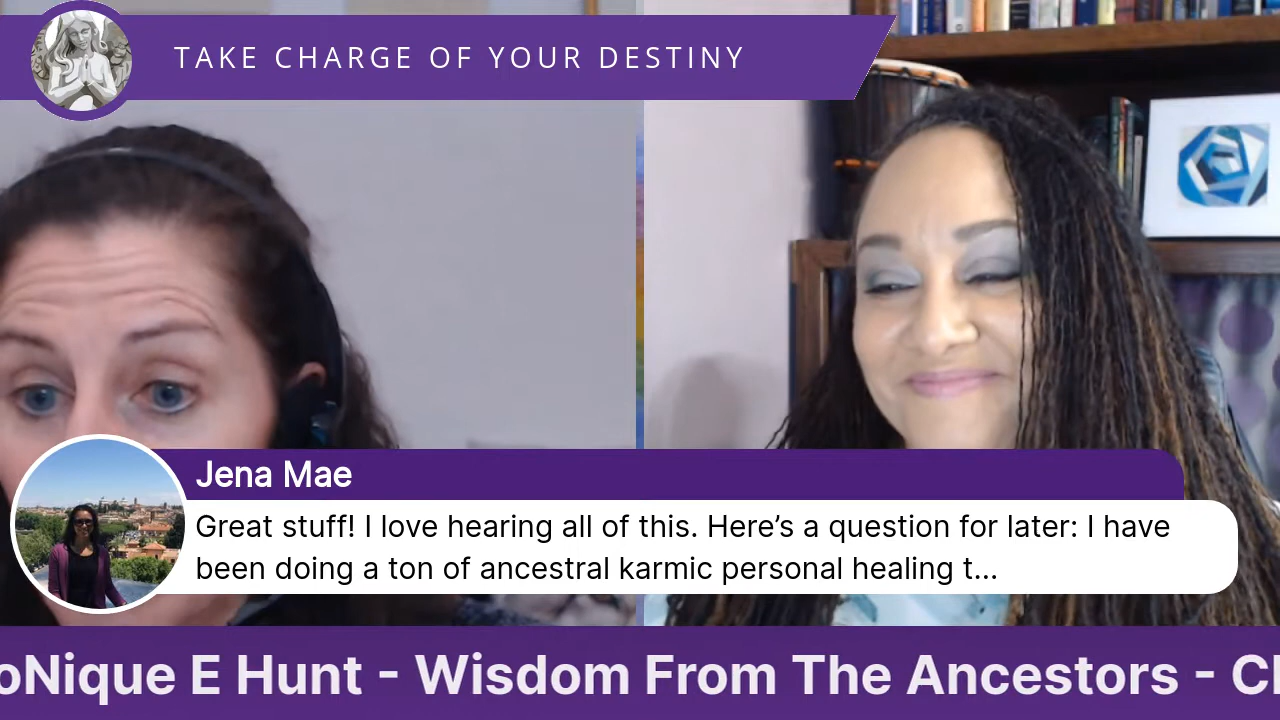 TAKE CHARGE OF YOUR DESTINY
Jena Mae
Great stuff! I love hearing all of this. Here’s a question for later: I have
been doing a ton of ancestral karmic personal healing t...
oNique E Hunt - Wisdom From The Ancestors -